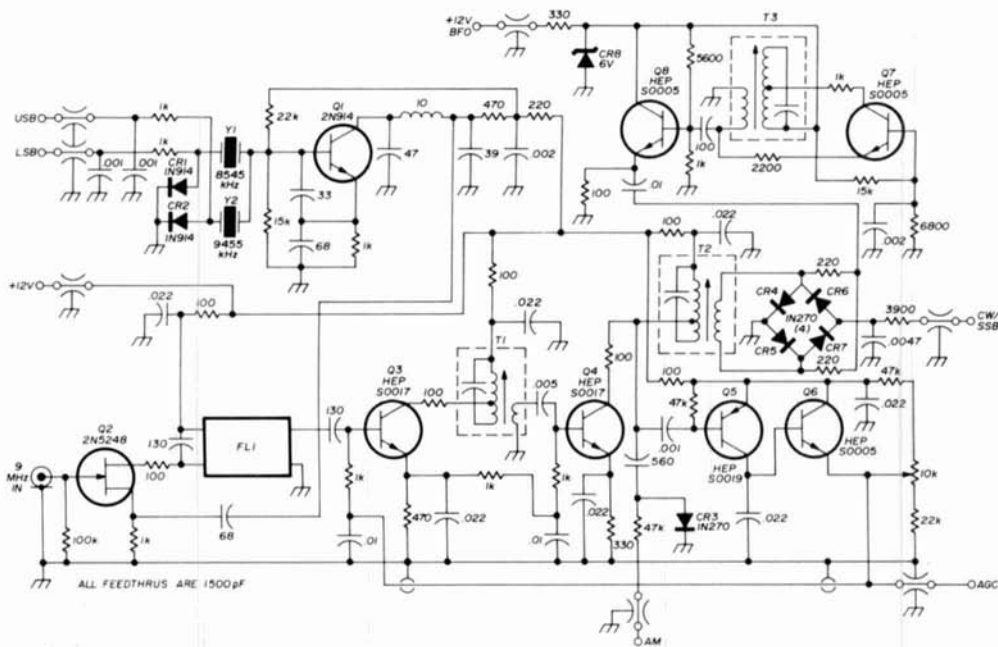 +12V
BFO
330
CR8
6V
5600
T3
Q8
HEP
S0005
1k
Q7
HEP
S0005
100
1k
2200
15k
100
.01
.002
6800
USB
LSB
1k
1k
.001
.001
CR1
1N914
CR2
1N914
Y1
8545
kHz
Y2
9455
kHz
22k
15k
33
68
Q1
2N914
1k
47
10
470
220
39
.002
+12V
.022
100
100
.022
100
.022
T1
T2
220
CR4
CR6
1N270
(4)
CR5
CR7
220
3900
.0047
CW/
SSB
Q2
2N5248
9
MHz
IN
100k
1k
130
100
FL1
68
130
Q3
HEP
S0017
100
1k
.01
470
.022
1k
.005
Q4
HEP
S0017
100
1k
.01
.022
330
560
47k
CR3
1N270
100
47k
.001
Q5
HEP
S0019
Q6
HEP
S0005
.022
47k
.022
10k
22k
ALL FEEDTHRUS ARE 1500pF
AGC
AM